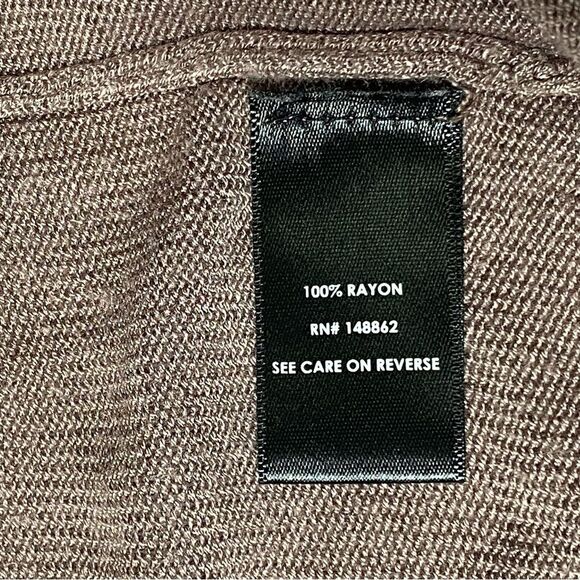 100% RAYON
RN# 148862
SEE CARE ON REVERSE